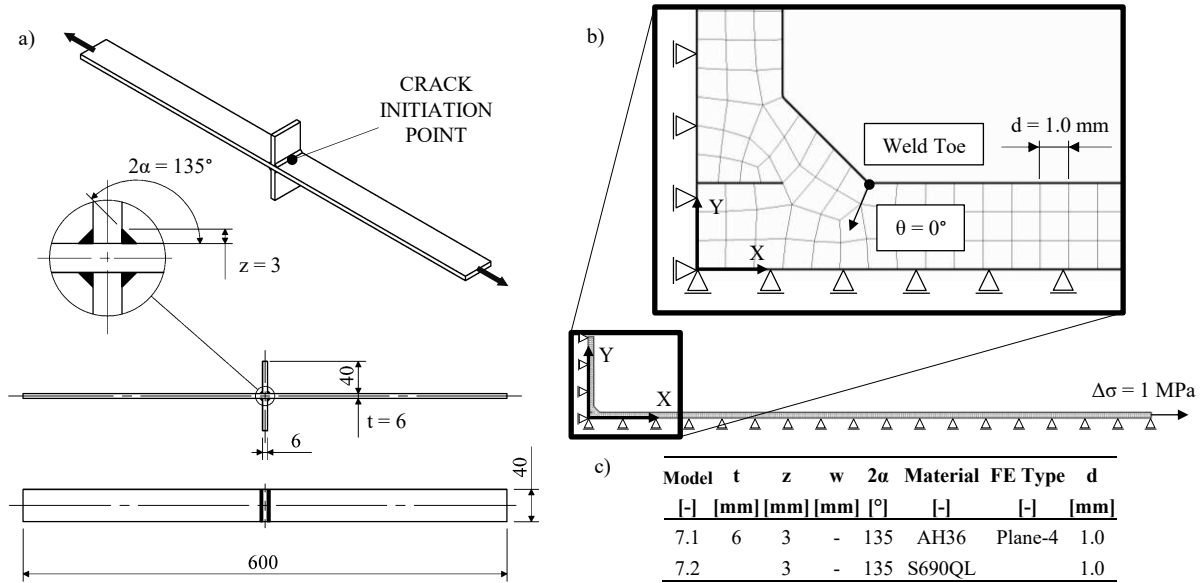 a)
CRACK
INITIATION
POINT
2α = 135°
z = 3
40
t = 6
6
40
600
b)
Weld Toe
d = 1.0 mm
θ = 0°
Y
X
Y
X
Δσ = 1 MPa
c)
Model t z w 2α Material FE Type d
[-] [mm] [mm] [mm] [°] [-] [-] [mm]
7.1 6 3 - 135 AH36 Plane-4 1.0
7.2 3 - 135 S690QL 1.0